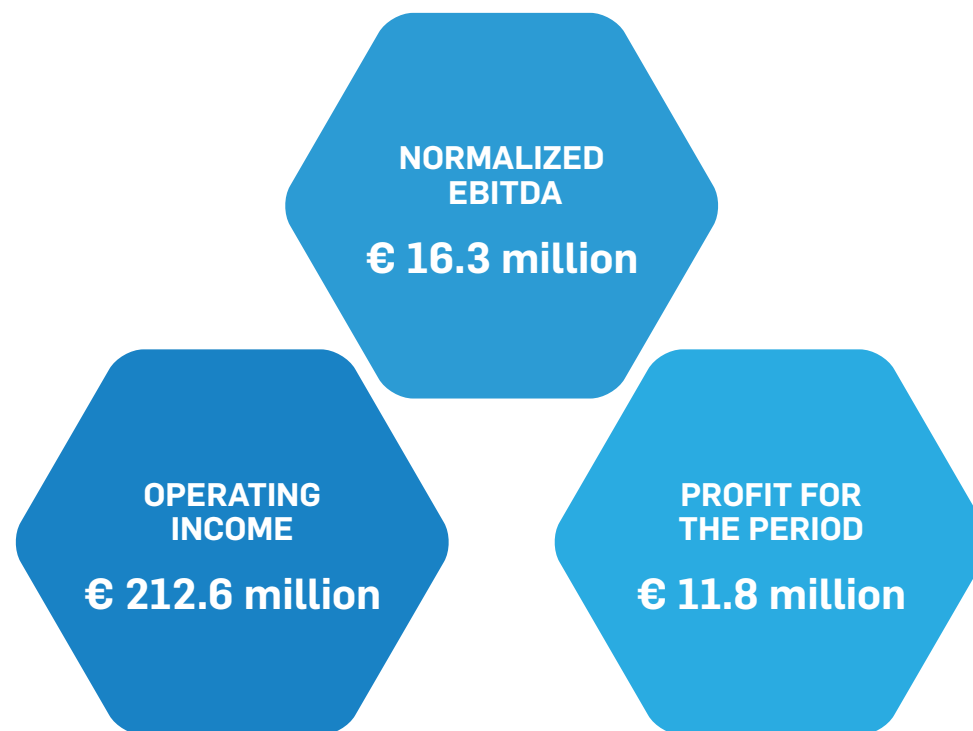 NORMALIZED
EBITDA
€ 16.3 million
OPERATING
INCOME
€ 212.6 million
PROFIT FOR
THE PERIOD
€ 11.8 million